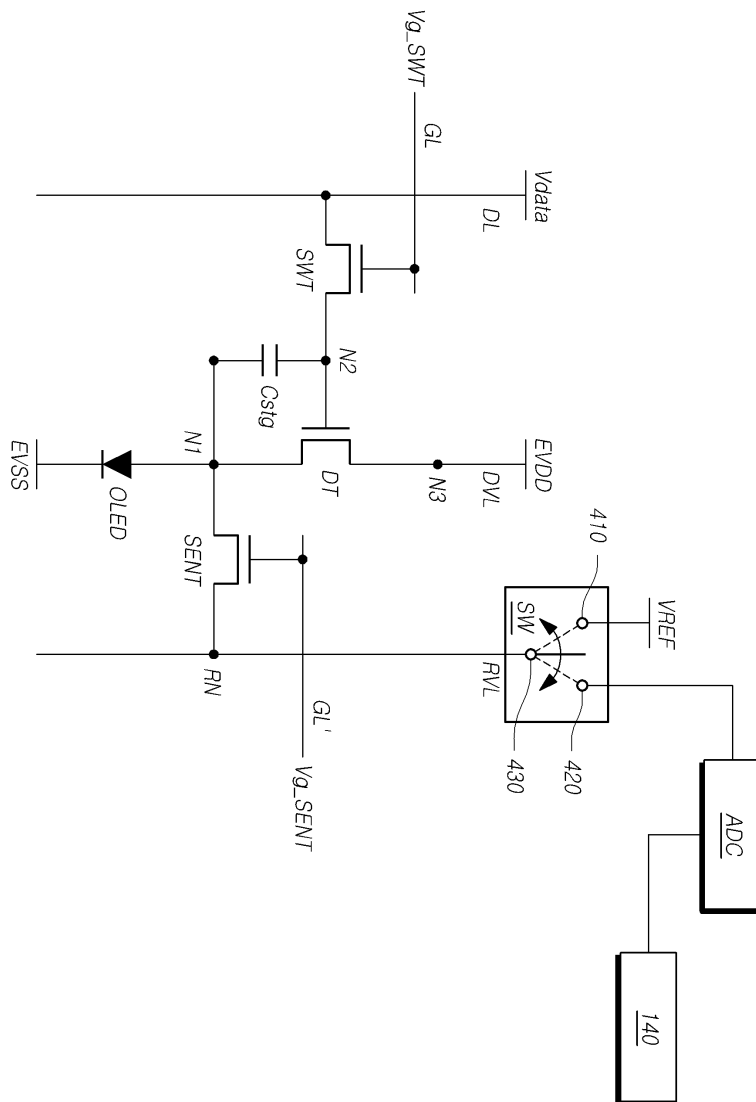 Vg_SWT
GL
Vdata
DL
SWT
N2
Cstg
N1
DT
N3
DVL
EVDD
EVSS
OLED
SENT
RN
RVL
GL'
Vg_SENT
410
VREF
SW
420
430
ADC
140